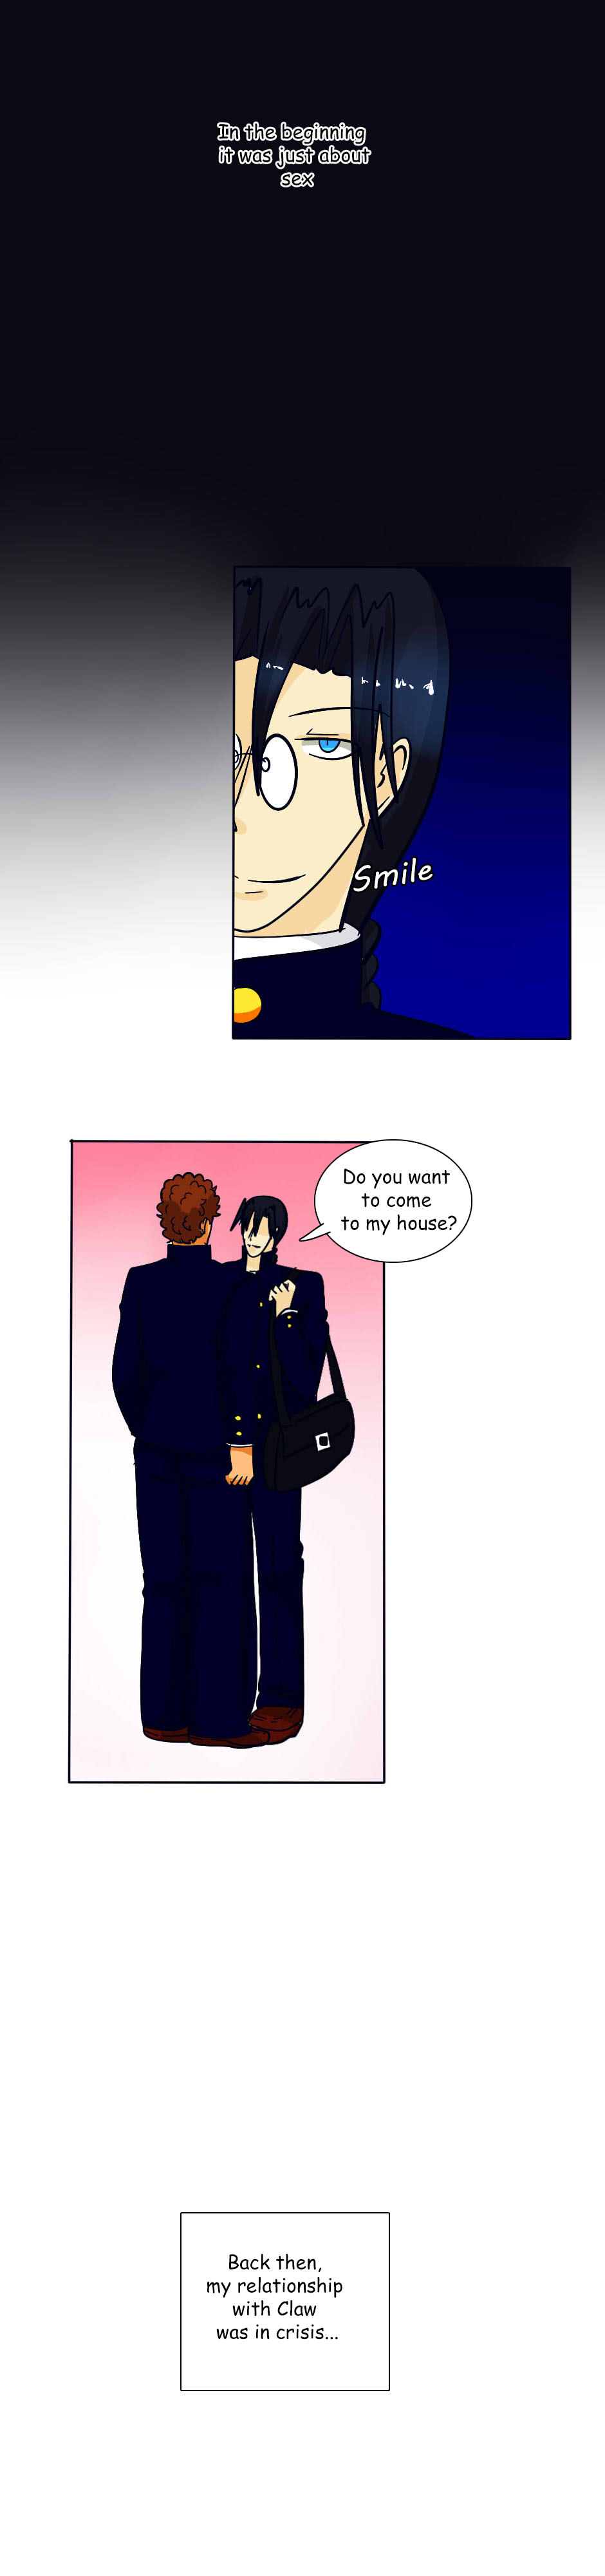 In the beginning
it was just about
sex
Smile
Do you want
to come
to my house?
Back then,
my relationship
with Claw
was in crisis...